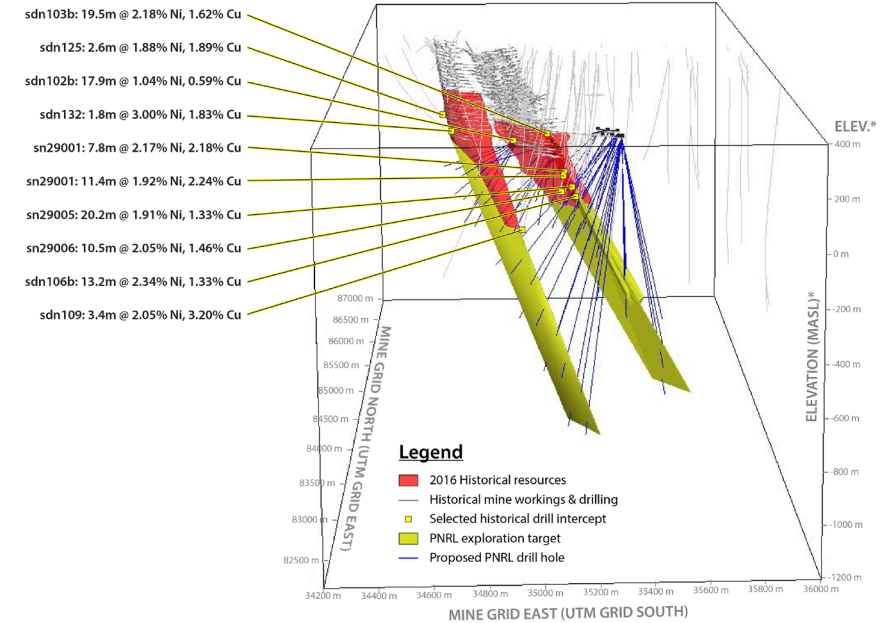 sdn103b: 19.5m @ 2.18% Ni, 1.62% Cu
sdn125: 2.6m @ 1.88% Ni, 1.89% Cu
sdn102b: 17.9m @ 1.04% Ni, 0.59% Cu
sdn132: 1.8m @ 3.00% Ni, 1.83% Cu
sn29001: 7.8m @ 2.17% Ni, 2.18% Cu
sn29001: 11.4m @ 1.92% Ni, 2.24% Cu
sn29005: 20.2m @ 1.91% Ni, 1.33% Cu
sn29006: 10.5m @ 2.05% Ni, 1.46% Cu
sdn106b: 13.2m @ 2.34% Ni, 1.33% Cu
sdn109: 3.4m @ 2.05% Ni, 3.20% Cu
ELEV.*
400 m
200 m
0 m
-200 m
-400 m
-600 m
-800 m
-1000 m
-1200 m
ELEVATION (MASL)*
87000 m
86500 m
86000 m
85500 m
85000 m
84500 m
84000 m
83500 m
83000 m
82500 m
MINE GRID NORTH (UTM GRID EAST)
Legend
2016 Historical resources
Historical mine workings & drilling
Selected historical drill intercept
PNRL exploration target
Proposed PNRL drill hole
34200 m
34400 m
34600 m
34800 m
35000 m
35200 m
35400 m
35600 m
35800 m
36000 m
MINE GRID EAST (UTM GRID SOUTH)